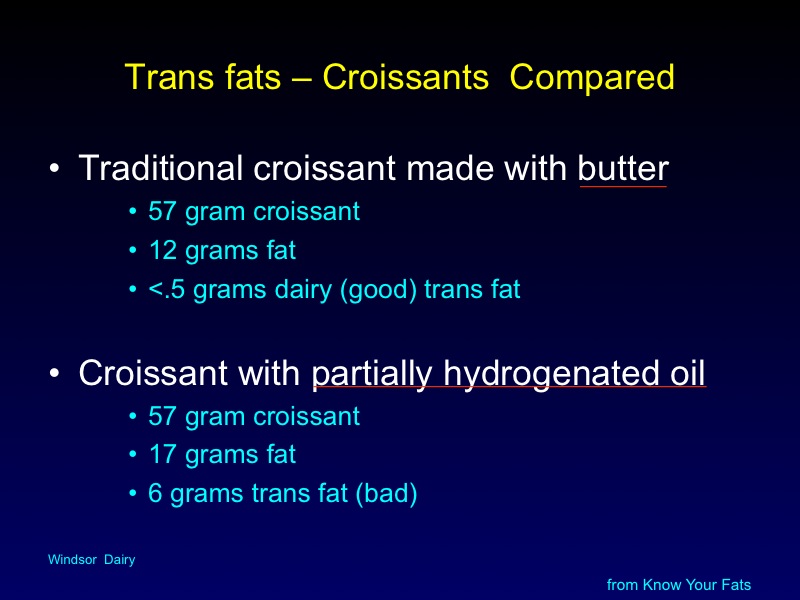 Trans fats – Croissants  Compared
• Traditional croissant made with butter
• 57 gram croissant
• 12 grams fat
• <.5 grams dairy (good) trans fat
• Croissant with partially hydrogenated oil
• 57 gram croissant
• 17 grams fat
• 6 grams trans fat (bad)
Windsor  Dairy
from Know Your Fats